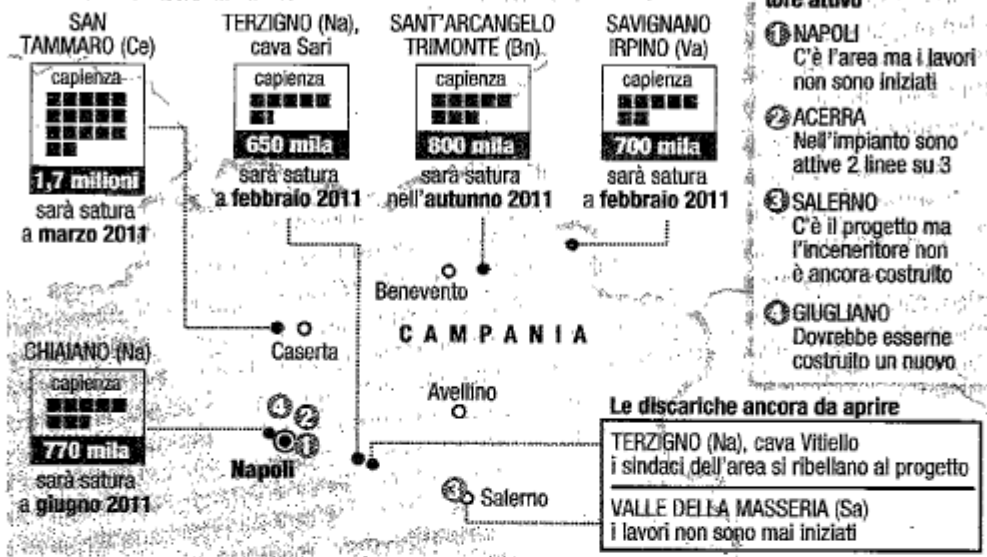 tore attivo
SAN
TAMMARO (Ce)
capienza
1,7 milioni
sarà satura
a marzo 2011
TERZIGNO (Na),
cava Sari
capienza
650 mila
sarà satura
a febbraio 2011
SANT'ARCANGELO
TRIMONTE (Bn)
capienza
800 mila
sarà satura
nell'autunno 2011
SAVIGNANO
IRPINO (Va)
capienza
700 mila
sarà satura
a febbraio 2011
1 NAPOLI
C'è l'area ma i lavori
non sono iniziati
2 ACERRA
Nell'impianto sono
attive 2 linee su 3
3 SALERNO
C'è il progetto ma
l'inceneritore non
è ancora costruito
4 GIUGLIANO
Dovrebbe esserne
costruito un nuovo
CHIAIANO (Na)
capienza
770 mila
sarà satura
a giugno 2011
Benevento
CAMPANIA
Caserta
Avellino
4
2
1
Napoli
3
Salerno
Le discariche ancora da aprire
TERZIGNO (Na), cava Vitiello
i sindaci dell'area si ribellano al progetto
VALLE DELLA MASSERIA (Sa)
i lavori non sono mai iniziati